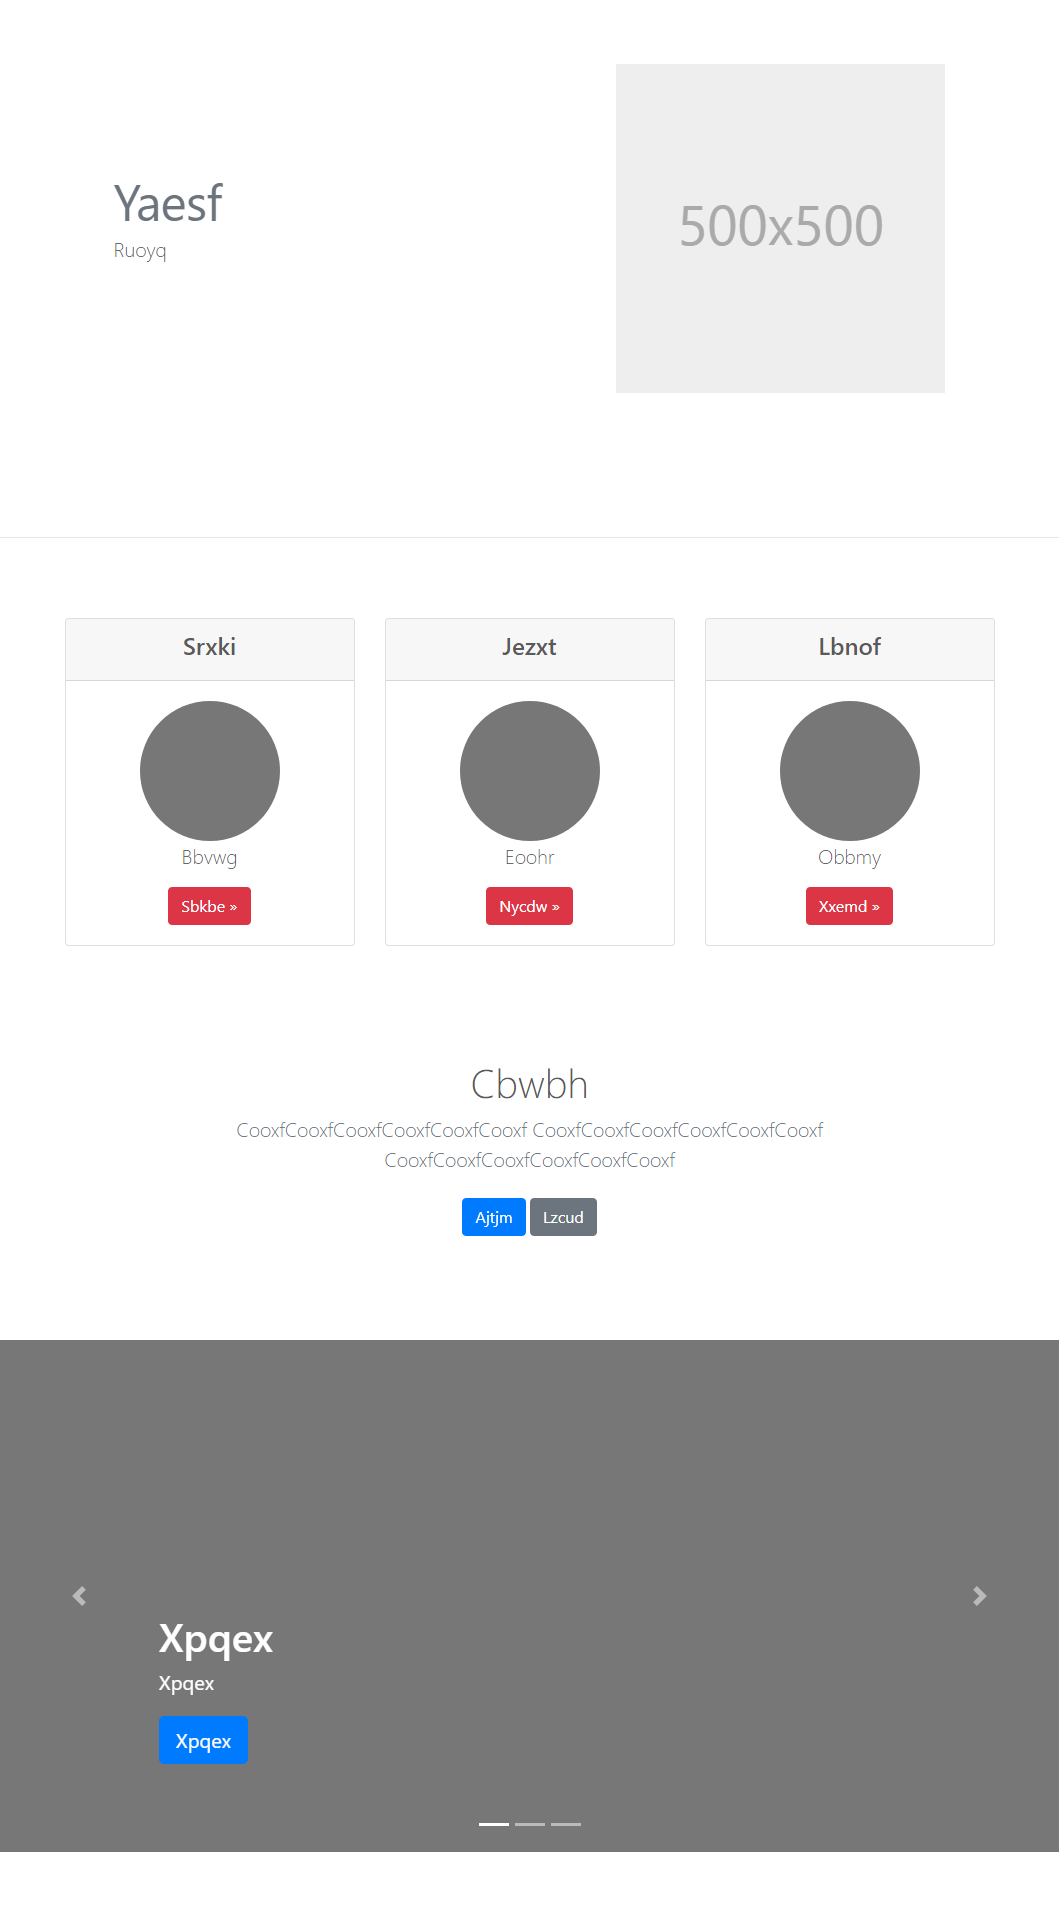 Yaesf
Ruoyq
500x500
Srxki
Jezxt
Lbnof
Bbvwg
Eoohr
Obbmy
Sbkbe »
Nycdw »
Xxemd »
Cbwbh
CooxfCooxfCooxfCooxfCooxfCooxf CooxfCooxfCooxfCooxfCooxfCooxf
CooxfCooxfCooxfCooxfCooxfCooxf
Ajtjm
Lzcud
Xpqex
Xpqex
Xpqex